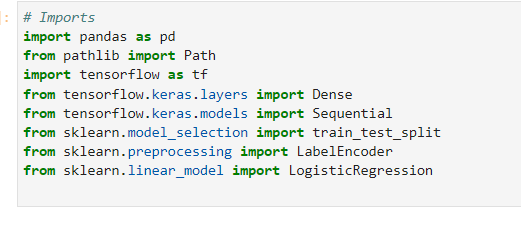 # Imports
import pandas as pd
from pathlib import Path
import tensorflow as tf
from tensorflow.keras.layers import Dense
from tensorflow.keras.models import Sequential
from sklearn.model_selection import train_test_split
from sklearn.preprocessing import LabelEncoder
from sklearn.linear_model import LogisticRegression